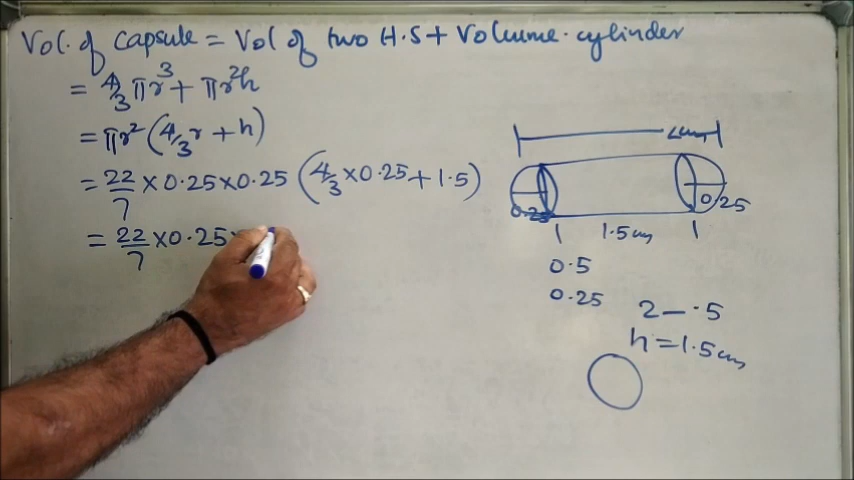 Vol. of capsule = Vol of two H.S + Volume. cylinder
= 4/3 πr³ + πr²h
= πr² (4/3 r + h)
= 22/7 × 0.25 × 0.25 (4/3 × 0.25 + 1.5)
= 22/7 × 0.25 ×
0.25
0.25
1.5cm
0.5
0.25
2 – .5
h = 1.5cm